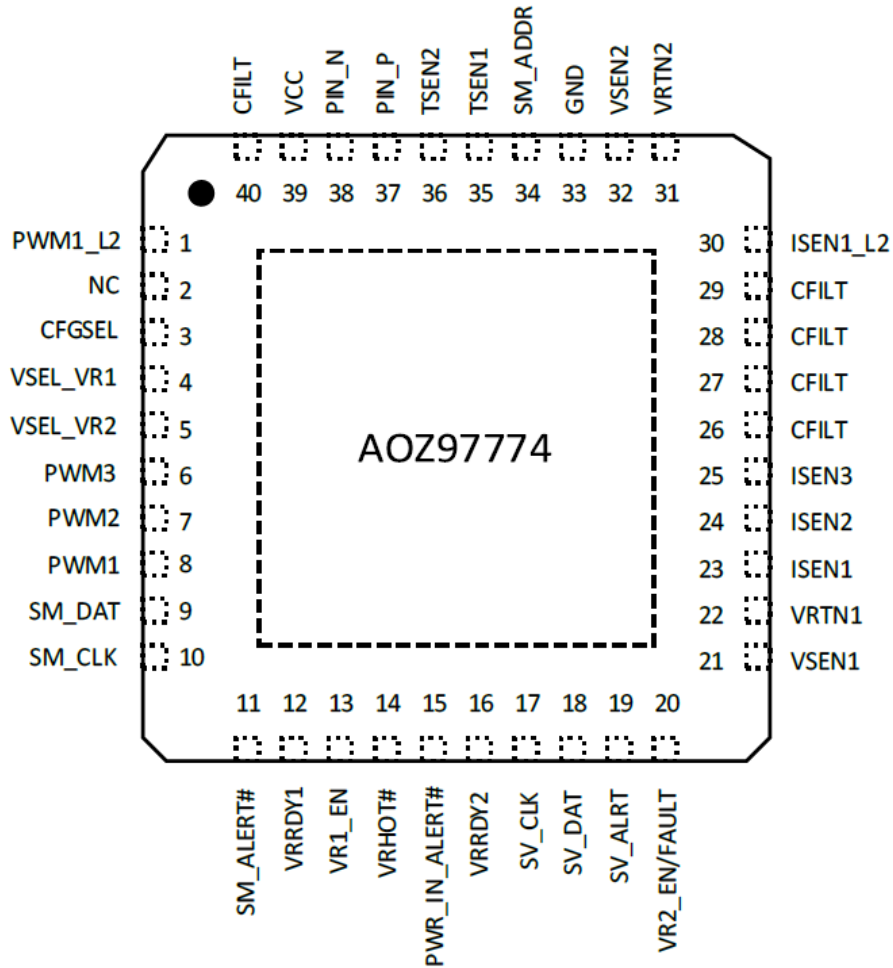 CFILT
VCC
PIN_N
PIN_P
TSEN2
TSEN1
SM_ADDR
GND
VSEN2
VRTN2
40 39 38 37 36 35 34 33 32 31
PWM1_L2 1
NC 2
CFGSEL 3
VSEL_VR1 4
VSEL_VR2 5
PWM3 6
PWM2 7
PWM1 8
SM_DAT 9
SM_CLK 10
AOZ97774
30 ISEN1_L2
29 CFILT
28 CFILT
27 CFILT
26 CFILT
25 ISEN3
24 ISEN2
23 ISEN1
22 VRTN1
21 VSEN1
11 12 13 14 15 16 17 18 19 20
SM_ALERT#
VRRDY1
VR1_EN
VRHOT#
PWR_IN_ALERT#
VRRDY2
SV_CLK
SV_DAT
SV_ALRT
VR2_EN/FAULT